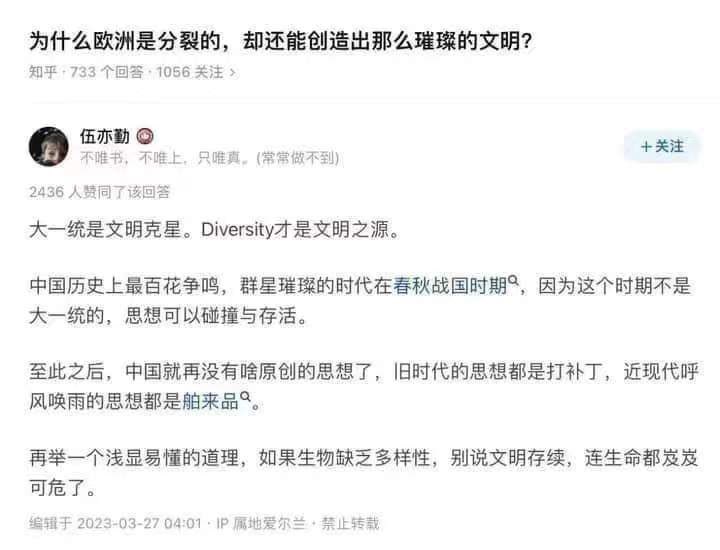 为什么欧洲是分裂的，却还能创造出那么璀璨的文明？
知乎 · 733 个回答 · 1056 关注 >
伍亦勤
不唯书，不唯上，只唯真。(常常做不到)
＋关注
2436 人赞同了该回答
大一统是文明克星。Diversity才是文明之源。
中国历史上最百花争鸣，群星璀璨的时代在春秋战国时期，因为这个时期不是
大一统的，思想可以碰撞与存活。
至此之后，中国就再没有啥原创的思想了，旧时代的思想都是打补丁，近现代呼
风唤雨的思想都是舶来品。
再举一个浅显易懂的道理，如果生物缺乏多样性，别说文明存续，连生命都岌岌
可危了。
编辑于 2023-03-27 04:01 · IP 属地爱尔兰 · 禁止转载